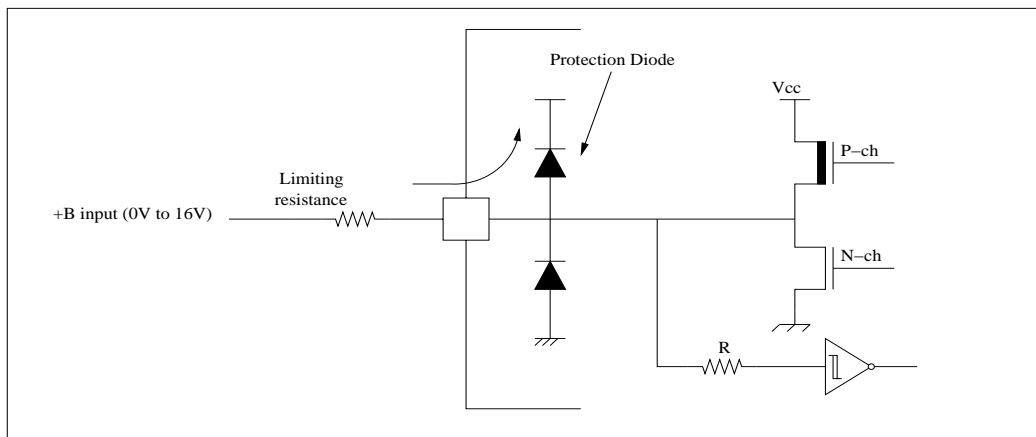 Protection Diode
Vcc
P-ch
Limiting
resistance
+B input (0V to 16V)
N-ch
R